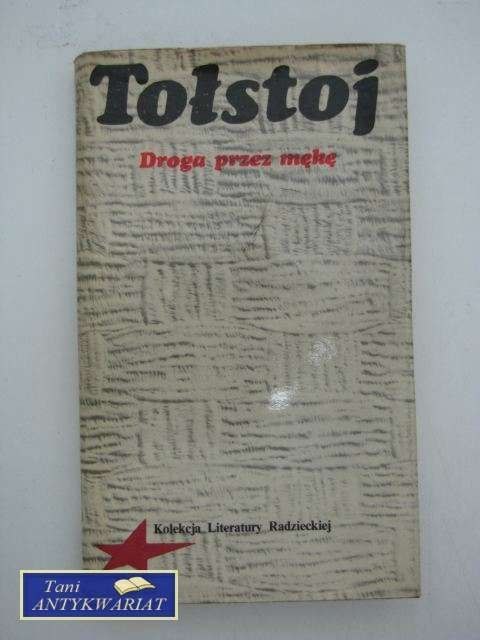 Tołstoj
Droga przez mękę
Kolekcja Literatury Radzieckiej
Tani
ANTYKWARIAT